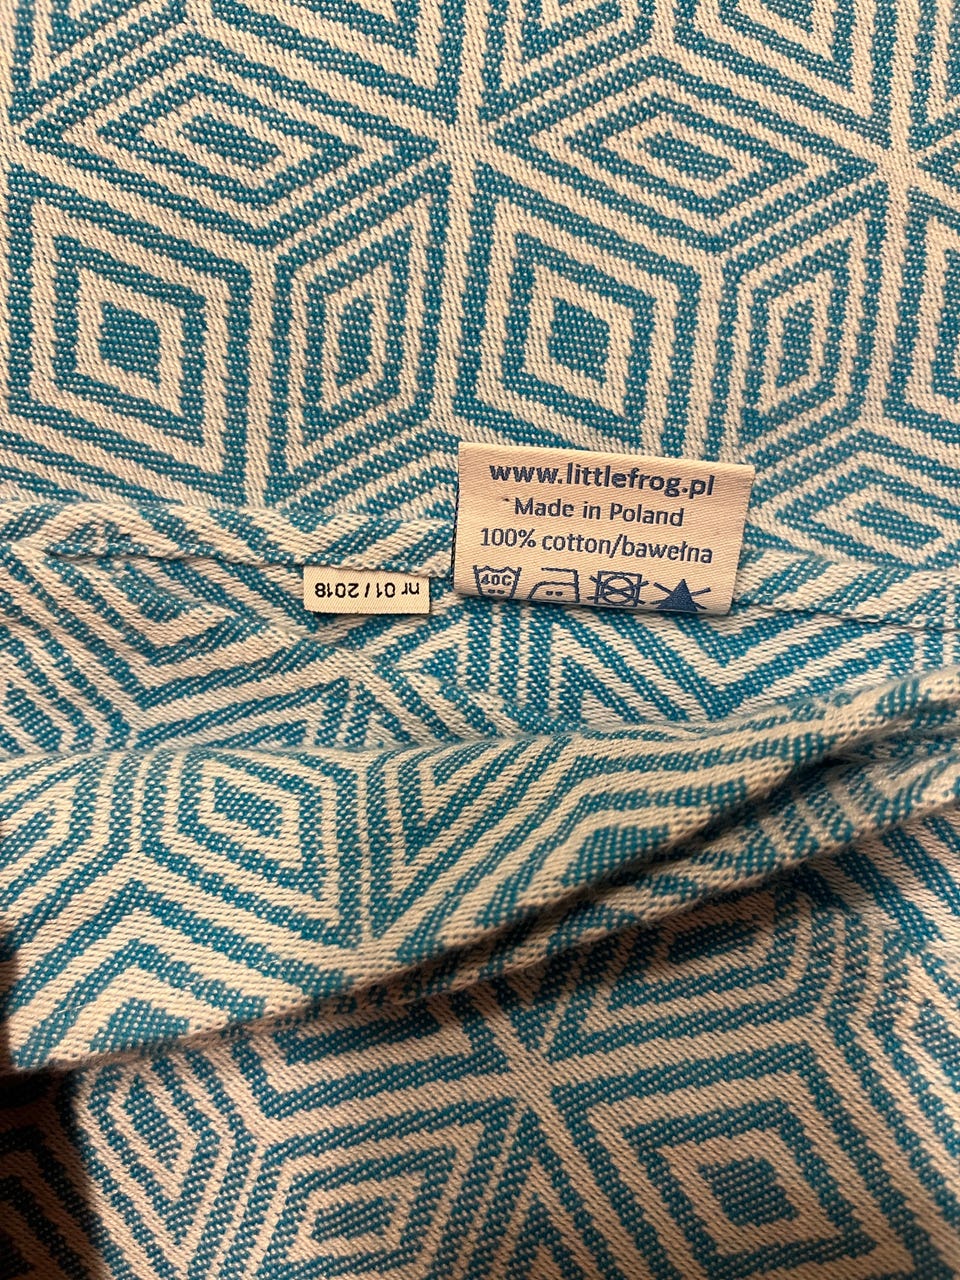 www.littlefrog.pl
Made in Poland
100% cotton/bawełna
40C
nr 01/2018